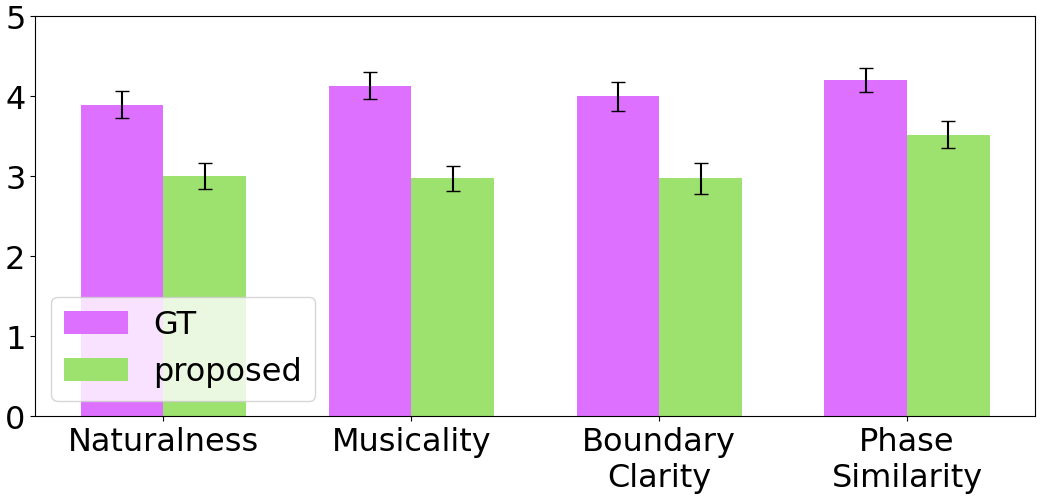 5
4
3
2
1
0
GT
proposed
Naturalness
Musicality
Boundary
Clarity
Phase
Similarity